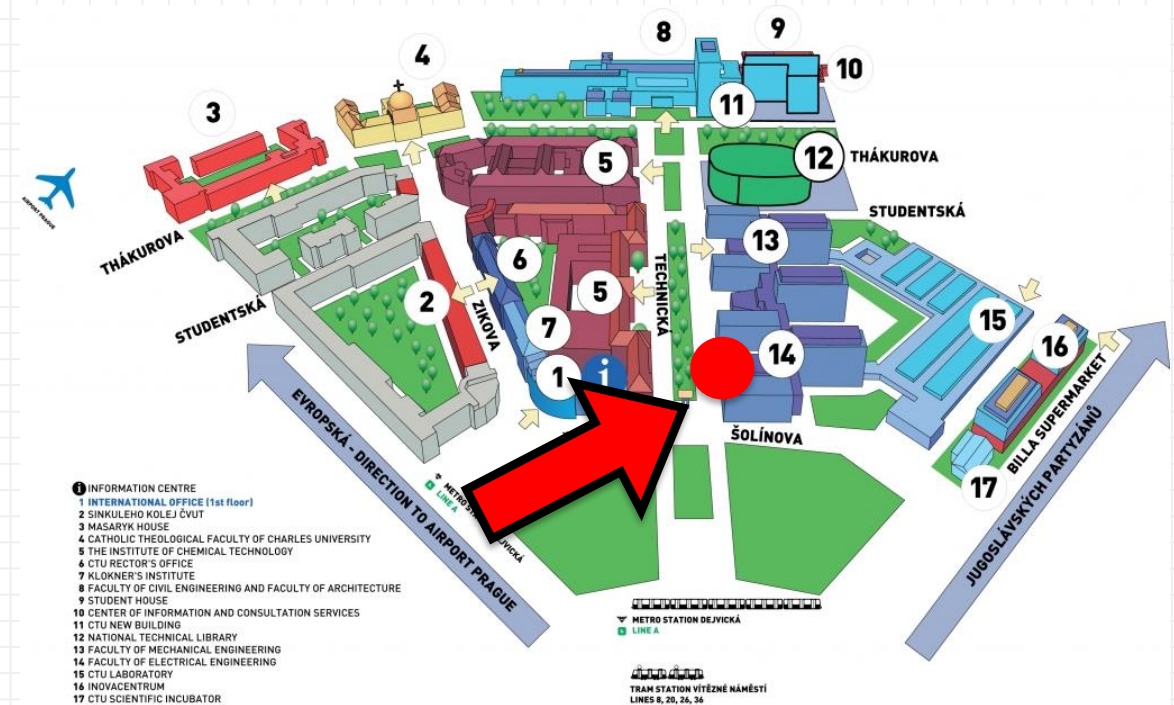 8
9
4
10
3
11
5
12
THÁKUROVA
AIRPORT PRAGUE
STUDENTSKÁ
THÁKUROVA
13
6
TECHNICKÁ
5
2
ZIKOVA
STUDENTSKÁ
7
15
14
16
1
i
BILLA SUPERMARKET
ŠOLÍNOVA
17
EVROPSKÁ - DIRECTION TO AIRPORT PRAGUE
JUGOSLÁVSKÝCH PARTYZÁNŮ
METRO
LINE A
i INFORMATION CENTRE
1 INTERNATIONAL OFFICE (1st floor)
2 SINKULEHO KOLEJ ČVUT
3 MASARYK HOUSE
4 CATHOLIC THEOLOGICAL FACULTY OF CHARLES UNIVERSITY
5 THE INSTITUTE OF CHEMICAL TECHNOLOGY
6 CTU RECTOR'S OFFICE
7 KLOKNER'S INSTITUTE
8 FACULTY OF CIVIL ENGINEERING AND FACULTY OF ARCHITECTURE
9 STUDENT HOUSE
10 CENTER OF INFORMATION AND CONSULTATION SERVICES
11 CTU NEW BUILDING
12 NATIONAL TECHNICAL LIBRARY
13 FACULTY OF MECHANICAL ENGINEERING
14 FACULTY OF ELECTRICAL ENGINEERING
15 CTU LABORATORY
16 INOVACENTRUM
17 CTU SCIENTIFIC INCUBATOR
METRO STATION DEJVICKÁ
LINE A
TRAM STATION VÍTĚZNÉ NÁMĚSTÍ
LINES 8, 20, 26, 36